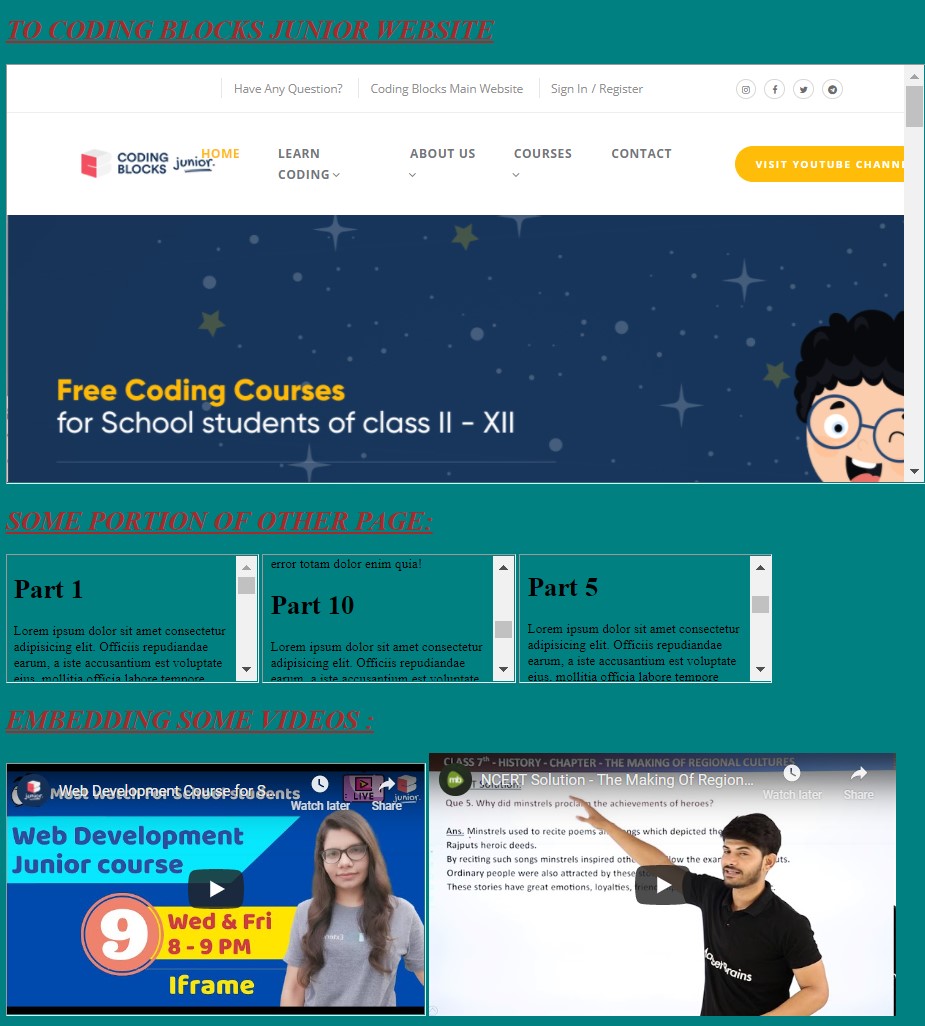 TO CODING BLOCKS JUNIOR WEBSITE
Have Any Question? Coding Blocks Main Website Sign In / Register
CODING BLOCKS junior.
HOME LEARN CODING ABOUT US COURSES CONTACT
VISIT YOUTUBE CHANN
Free Coding Courses
for School students of class II - XII
SOME PORTION OF OTHER PAGE:
Part 1
Lorem ipsum dolor sit amet consectetur
adipisicing elit. Officiis repudiandae
earum, a iste accusantium est voluptate
eius, mollitia officia labore tempore
error totam dolor enim quia!
Part 10
Lorem ipsum dolor sit amet consectetur
adipisicing elit. Officiis repudiandae
earum, a iste accusantium est voluptate
Part 5
Lorem ipsum dolor sit amet consectetur
adipisicing elit. Officiis repudiandae
earum, a iste accusantium est voluptate
eius, mollitia officia labore tempore
EMBEDDING SOME VIDEOS :
Web Development Course for S...
for School Students
Watch later Share
LIVE
junior.
Web Development
Junior course
9
Wed & Fri
8 - 9 PM
Iframe
CLASS 7th - HISTORY - CHAPTER - THE MAKING OF REGIONAL CULTURES
mb
NCERT Solution - The Making Of Region...
Watch later Share
Que 5. Why did minstrels proclaim the achievements of heroes?
Ans. Minstrels used to recite poems and songs which depicted the
Rajputs heroic deeds.
By reciting such songs minstrels inspired
Ordinary people were also attracted by these
These stories have great emotions, loyalties,